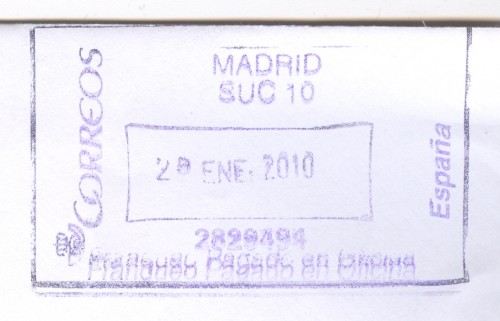 CORREOS
MADRID
SUC 10
ENE. 2010
España
2829494
Franqueo Pagado en Oficina